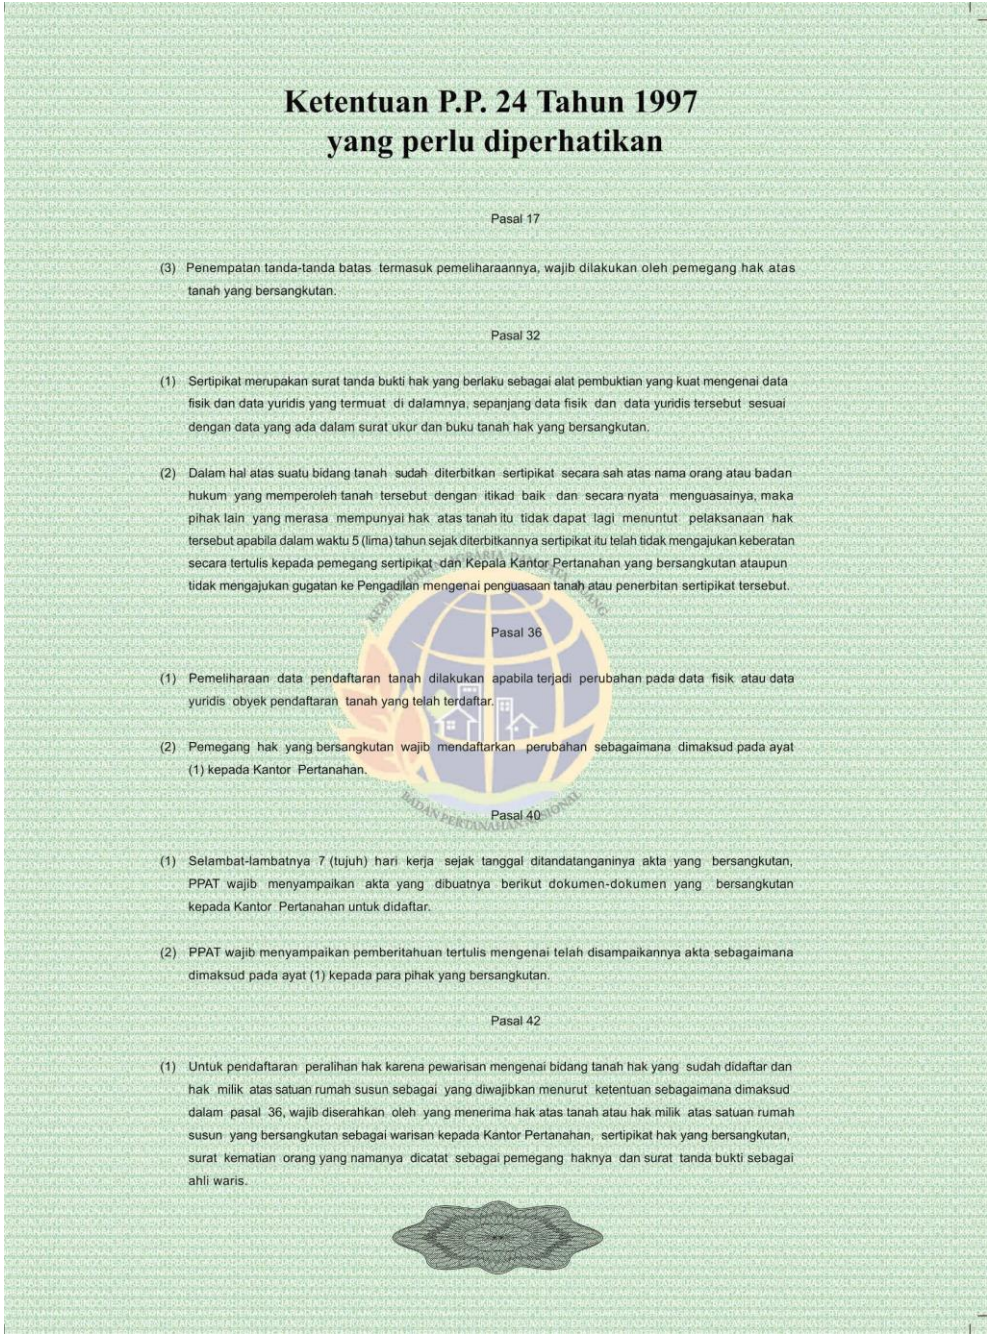 Ketentuan P.P. 24 Tahun 1997
yang perlu diperhatikan
Pasal 17
(3) Penempatan tanda-tanda batas termasuk pemeliharaannya, wajib dilakukan oleh pemegang hak atas
tanah yang bersangkutan.
Pasal 32
(1) Sertipikat merupakan surat tanda bukti hak yang berlaku sebagai alat pembuktian yang kuat mengenai data
fisik dan data yuridis yang termuat di dalamnya, sepanjang data fisik dan data yuridis tersebut sesuai
dengan data yang ada dalam surat ukur dan buku tanah hak yang bersangkutan.
(2) Dalam hal atas suatu bidang tanah sudah diterbitkan sertipikat secara sah atas nama orang atau badan
hukum yang memperoleh tanah tersebut dengan itikad baik dan secara nyata menguasainya, maka
pihak lain yang merasa mempunyai hak atas tanah itu tidak dapat lagi menuntut pelaksanaan hak
tersebut apabila dalam waktu 5 (lima) tahun sejak diterbitkannya sertipikat itu telah tidak mengajukan keberatan
secara tertulis kepada pemegang sertipikat dan Kepala Kantor Pertanahan yang bersangkutan ataupun
tidak mengajukan gugatan ke Pengadilan mengenai penguasaan tanah atau penerbitan sertipikat tersebut.
KEMENTERIAN AGRARIA DAN TATA RUANG
Pasal 36
(1) Pemeliharaan data pendaftaran tanah dilakukan apabila terjadi perubahan pada data fisik atau data
yuridis obyek pendaftaran tanah yang telah terdaftar.
(2) Pemegang hak yang bersangkutan wajib mendaftarkan perubahan sebagaimana dimaksud pada ayat
(1) kepada Kantor Pertanahan.
BADAN PERTANAHAN NASIONAL
Pasal 40
(1) Selambat-lambatnya 7 (tujuh) hari kerja sejak tanggal ditandatanganinya akta yang bersangkutan,
PPAT wajib menyampaikan akta yang dibuatnya berikut dokumen-dokumen yang bersangkutan
kepada Kantor Pertanahan untuk didaftar.
(2) PPAT wajib menyampaikan pemberitahuan tertulis mengenai telah disampaikannya akta sebagaimana
dimaksud pada ayat (1) kepada para pihak yang bersangkutan.
Pasal 42
(1) Untuk pendaftaran peralihan hak karena pewarisan mengenai bidang tanah hak yang sudah didaftar dan
hak milik atas satuan rumah susun sebagai yang diwajibkan menurut ketentuan sebagaimana dimaksud
dalam pasal 36, wajib diserahkan oleh yang menerima hak atas tanah atau hak milik atas satuan rumah
susun yang bersangkutan sebagai warisan kepada Kantor Pertanahan, sertipikat hak yang bersangkutan,
surat kematian orang yang namanya dicatat sebagai pemegang haknya dan surat tanda bukti sebagai
ahli waris.